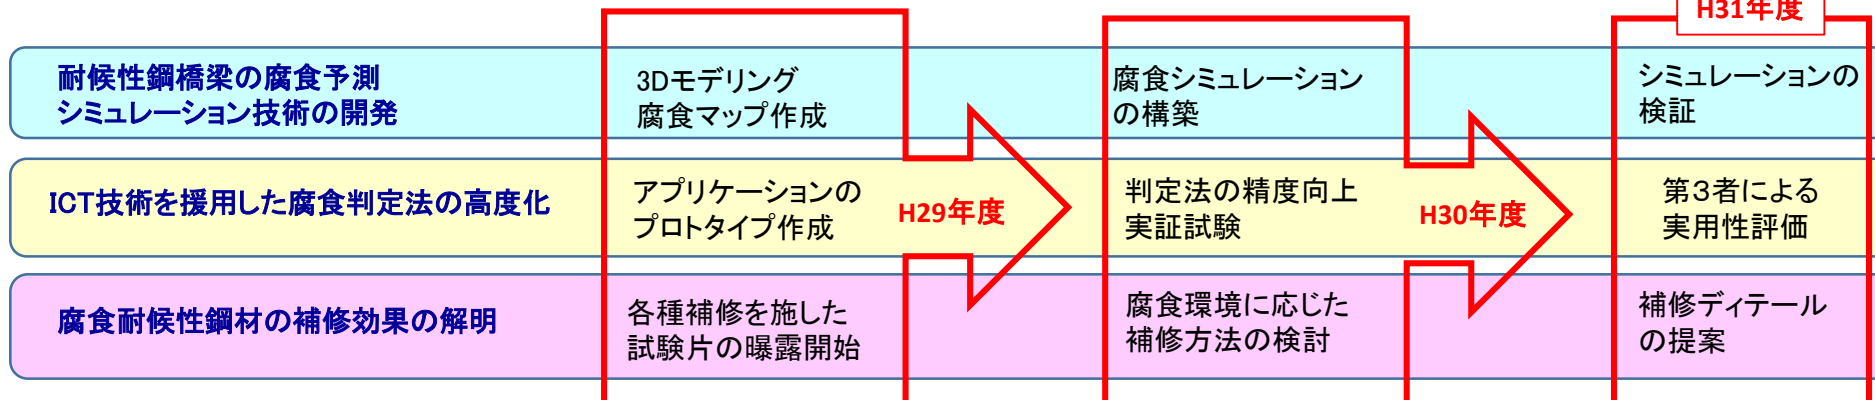 H31年度
耐候性鋼橋梁の腐食予測
シミュレーション技術の開発
3Dモデリング
腐食マップ作成
腐食シミュレーション
の構築
シミュレーションの
検証
ICT技術を援用した腐食判定法の高度化
アプリケーションの
プロトタイプ作成
H29年度
判定法の精度向上
実証試験
H30年度
第３者による
実用性評価
腐食耐候性鋼材の補修効果の解明
各種補修を施した
試験片の曝露開始
腐食環境に応じた
補修方法の検討
補修ディテール
の提案